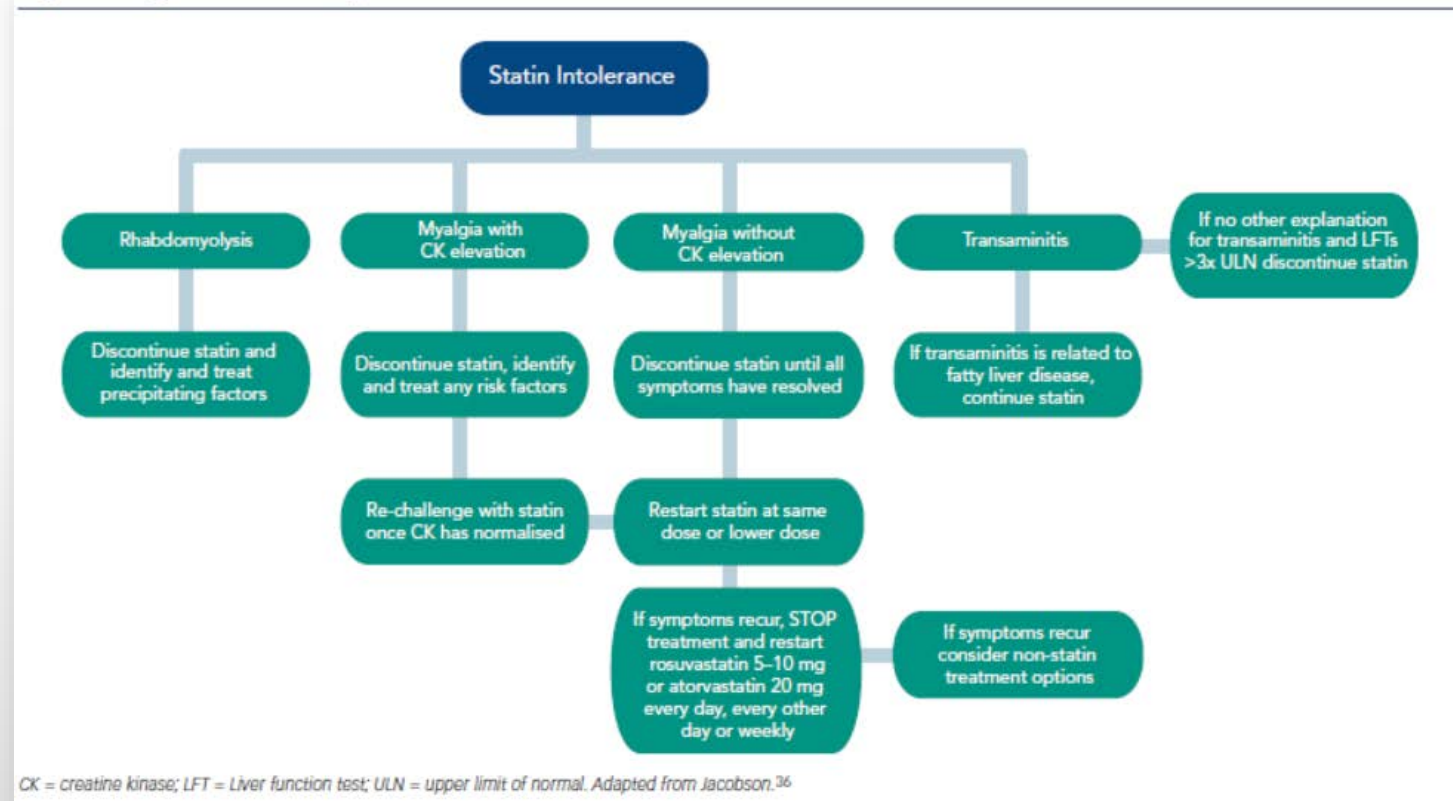 Statin Intolerance
Rhabdomyolysis
Myalgia with
CK elevation
Myalgia without
CK elevation
Transaminitis
If no other explanation
for transaminitis and LFTs
>3x ULN discontinue statin
Discontinue statin and
identify and treat
precipitating factors
Discontinue statin, identify
and treat any risk factors
Discontinue statin until all
symptoms have resolved
If transaminitis is related to
fatty liver disease,
continue statin
Re-challenge with statin
once CK has normalised
Restart statin at same
dose or lower dose
If symptoms recur, STOP
treatment and restart
rosuvastatin 5–10 mg
or atorvastatin 20 mg
every day, every other
day or weekly
If symptoms recur
consider non-statin
treatment options
CK = creatine kinase; LFT = Liver function test; ULN = upper limit of normal. Adapted from Jacobson.36